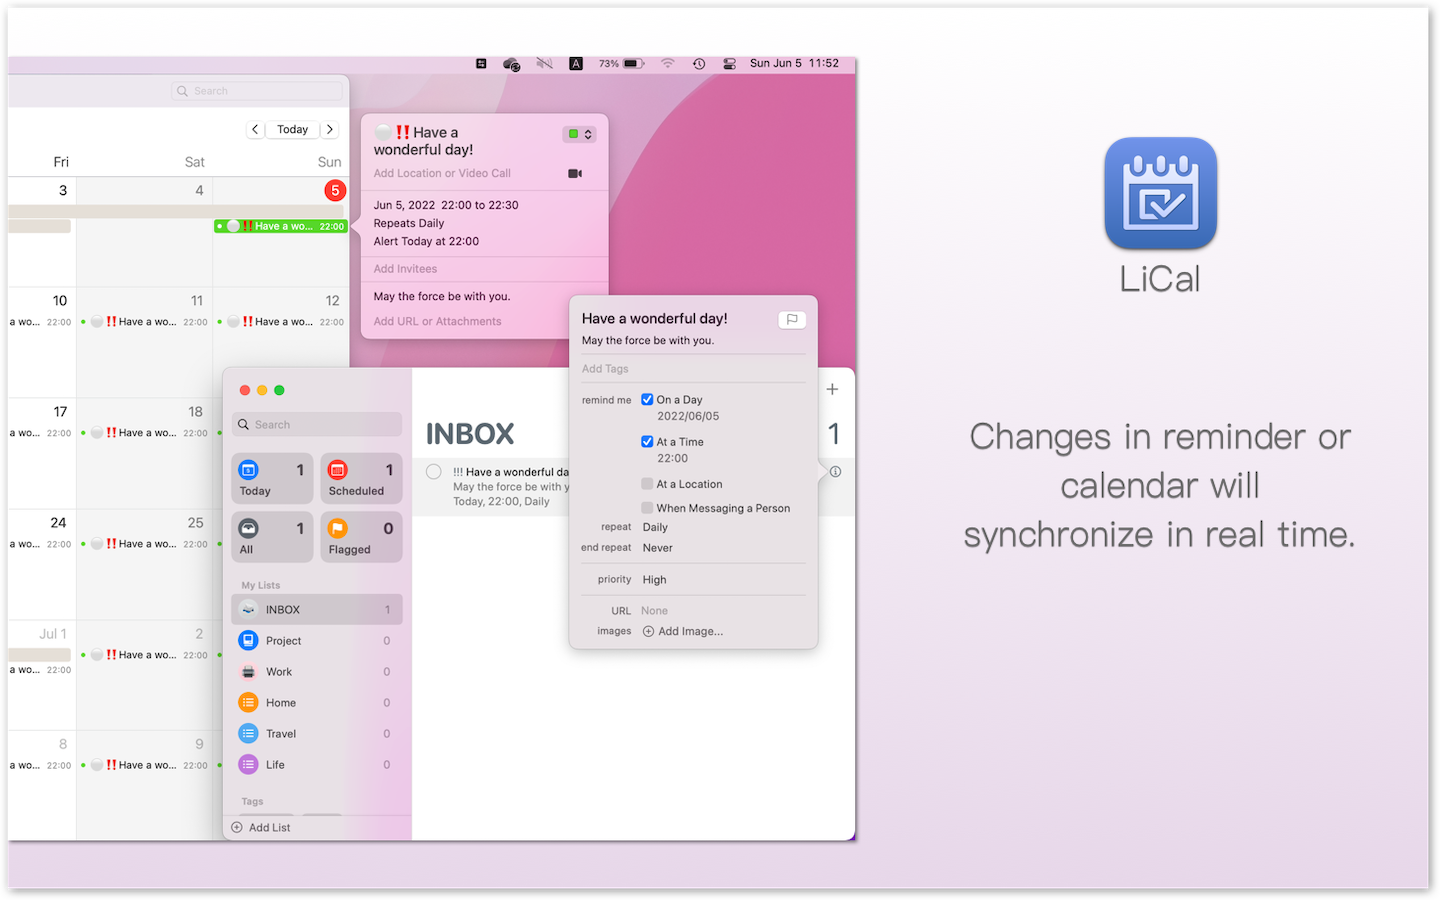 A 73% Sun Jun 5 11:52
Search
Today
Fri Sat Sun
3 4 5
‼️Have a wo... 22:00
10 11 12
a wo... 22:00 ‼️Have a wo... 22:00 ‼️Have a wo... 22:00
17 18
a wo... 22:00 ‼️Have a wo... 22:00
24 25
a wo... 22:00 ‼️Have a wo... 22:00
Jul 1 2
a wo... 22:00 ‼️Have a wo... 22:00
8 9
a wo... 22:00 ‼️Have a wo... 22:00
‼️Have a
wonderful day!
Add Location or Video Call
Jun 5, 2022 22:00 to 22:30
Repeats Daily
Alert Today at 22:00
Add Invitees
May the force be with you.
Add URL or Attachments
Search
1
Today
1
Scheduled
1
All
0
Flagged
My Lists
INBOX 1
Project 0
Work 0
Home 0
Travel 0
Life 0
Tags
Add List
INBOX 1
!!! Have a wonderful da
May the force be with y
Today, 22:00, Daily
Have a wonderful day!
May the force be with you.
Add Tags
remind me On a Day
2022/06/05
At a Time
22:00
At a Location
When Messaging a Person
repeat Daily
end repeat Never
priority High
URL None
images Add Image...
LiCal
Changes in reminder or
calendar will
synchronize in real time.